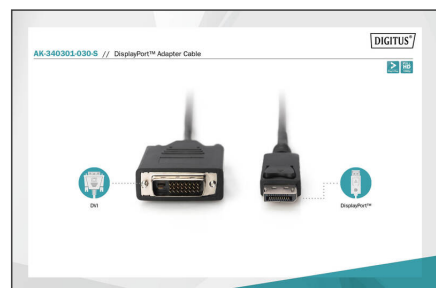 DIGITUS®
AK-340301-030-S // DisplayPort™ Adapter Cable
DVI
DisplayPort™